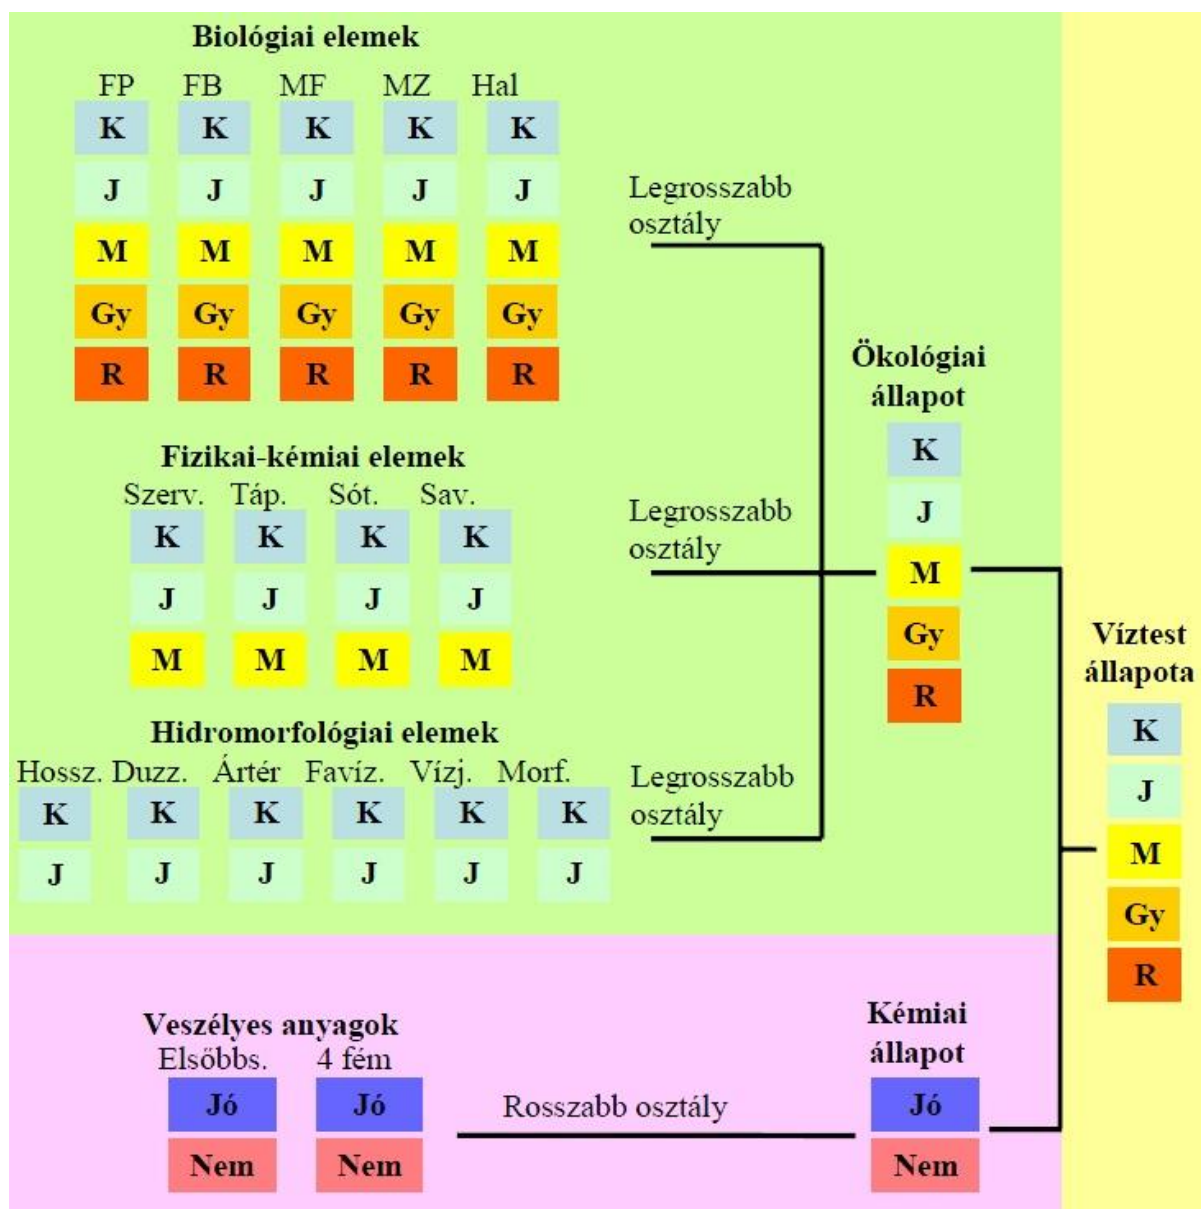 Biológiai elemek
FP FB MF MZ Hal
K K K K K
J J J J J
M M M M M
Gy Gy Gy Gy Gy
R R R R R
Legrosszabb
osztály
Fizikai-kémiai elemek
Szerv. Táp. Sót. Sav.
K K K K
J J J J
M M M M
Legrosszabb
osztály
Hidromorfológiai elemek
Hossz. Duzz. Ártér Favíz. Vízj. Morf.
K K K K K K
J J J J J J
Legrosszabb
osztály
Ökológiai
állapot
K
J
M
Gy
R
Veszélyes anyagok
Elsőbbs. 4 fém
Jó Jó
Nem Nem
Rosszabb osztály
Kémiai
állapot
Jó
Nem
Víztest
állapota
K
J
M
Gy
R